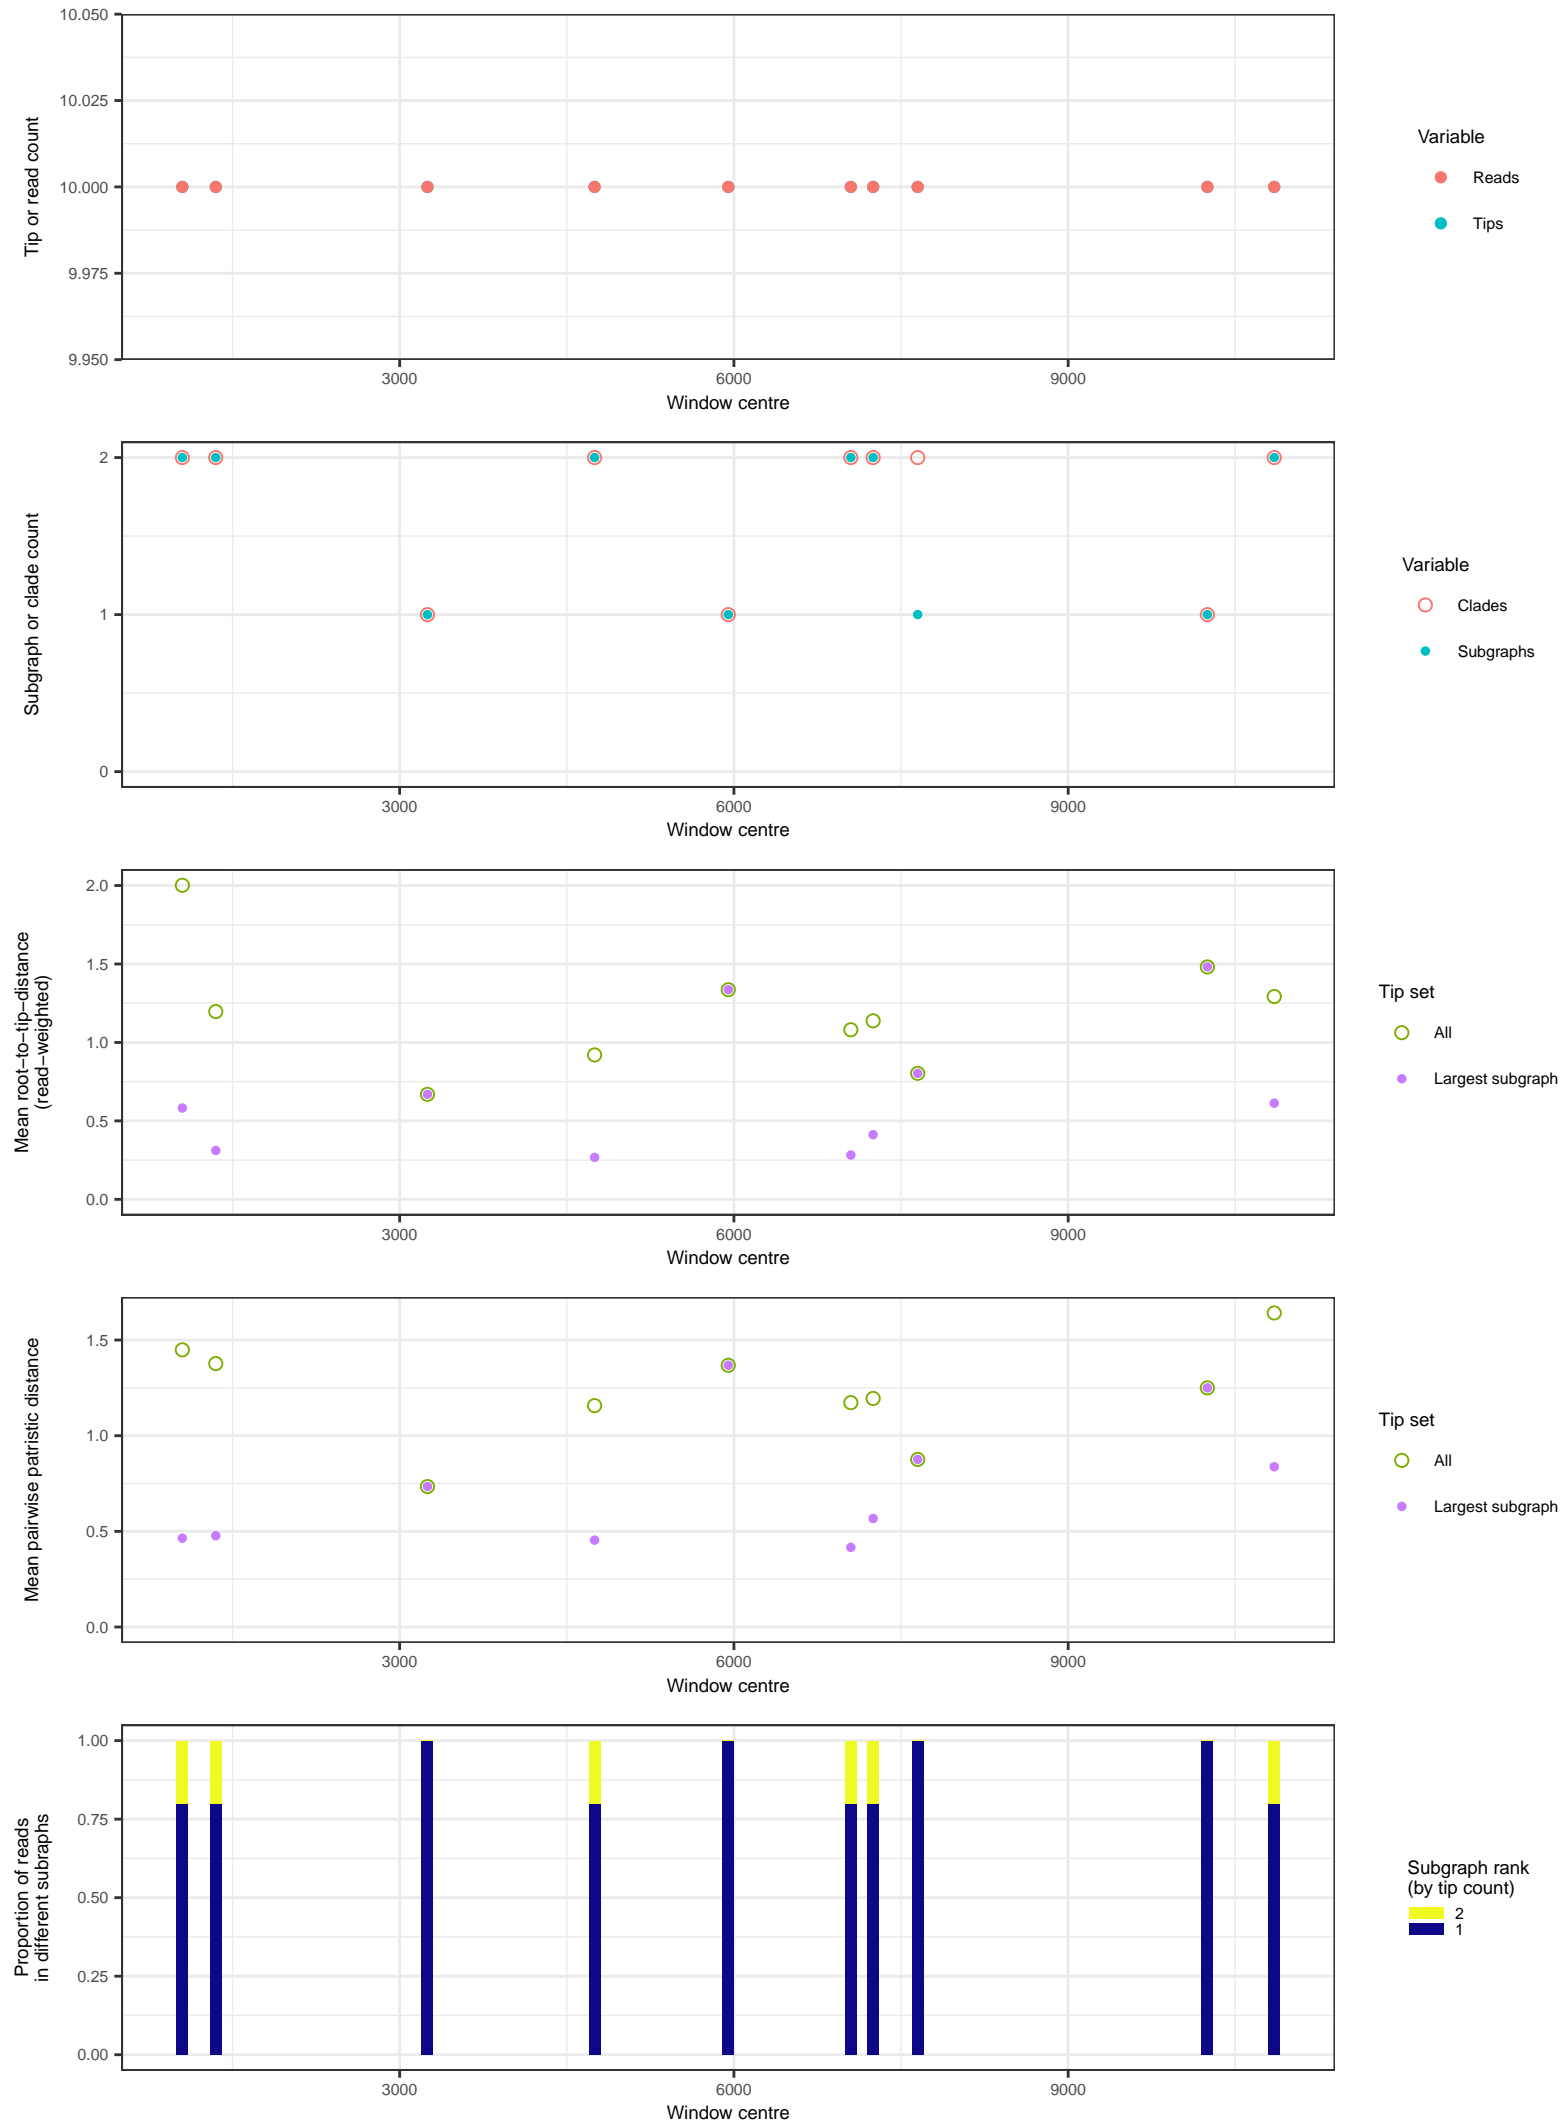 10.050
10.025
10.000
9.975
9.950
Tip or read count
3000 6000 9000
Window centre
Variable
Reads
Tips
2
1
0
Subgraph or clade count
3000 6000 9000
Window centre
Variable
Clades
Subgraphs
2.0
1.5
1.0
0.5
0.0
Mean root−to−tip−distance
(read−weighted)
3000 6000 9000
Window centre
Tip set
All
Largest subgraph
1.5
1.0
0.5
0.0
Mean pairwise patristic distance
3000 6000 9000
Window centre
Tip set
All
Largest subgraph
1.00
0.75
0.50
0.25
0.00
Proportion of reads
in different subraphs
3000 6000 9000
Window centre
Subgraph rank
(by tip count)
2
1